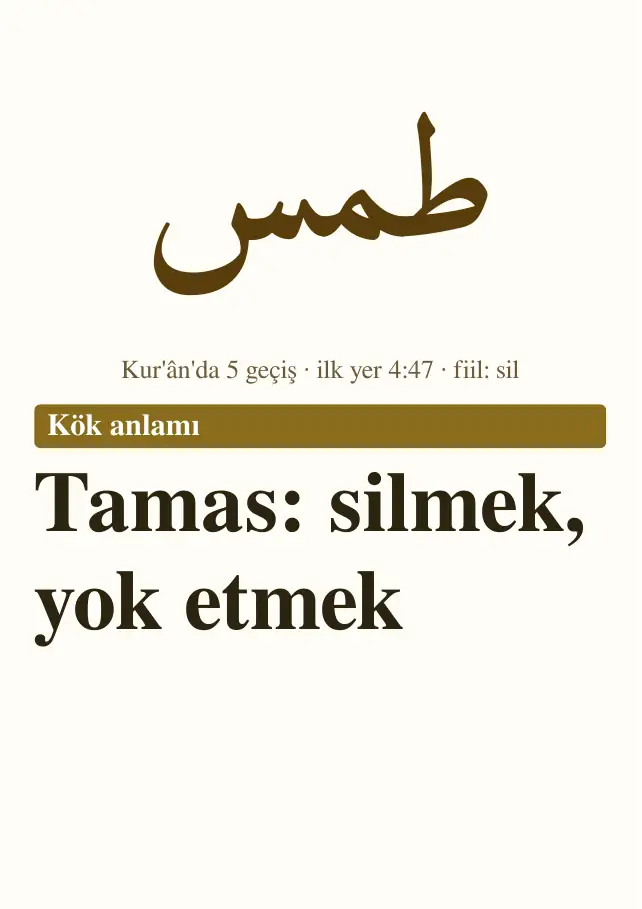 طمس
Kur'ân'da 5 geçiş · ilk yer 4:47 · fiil: sil
Kök anlamı
Tamas: silmek,
yok etmek